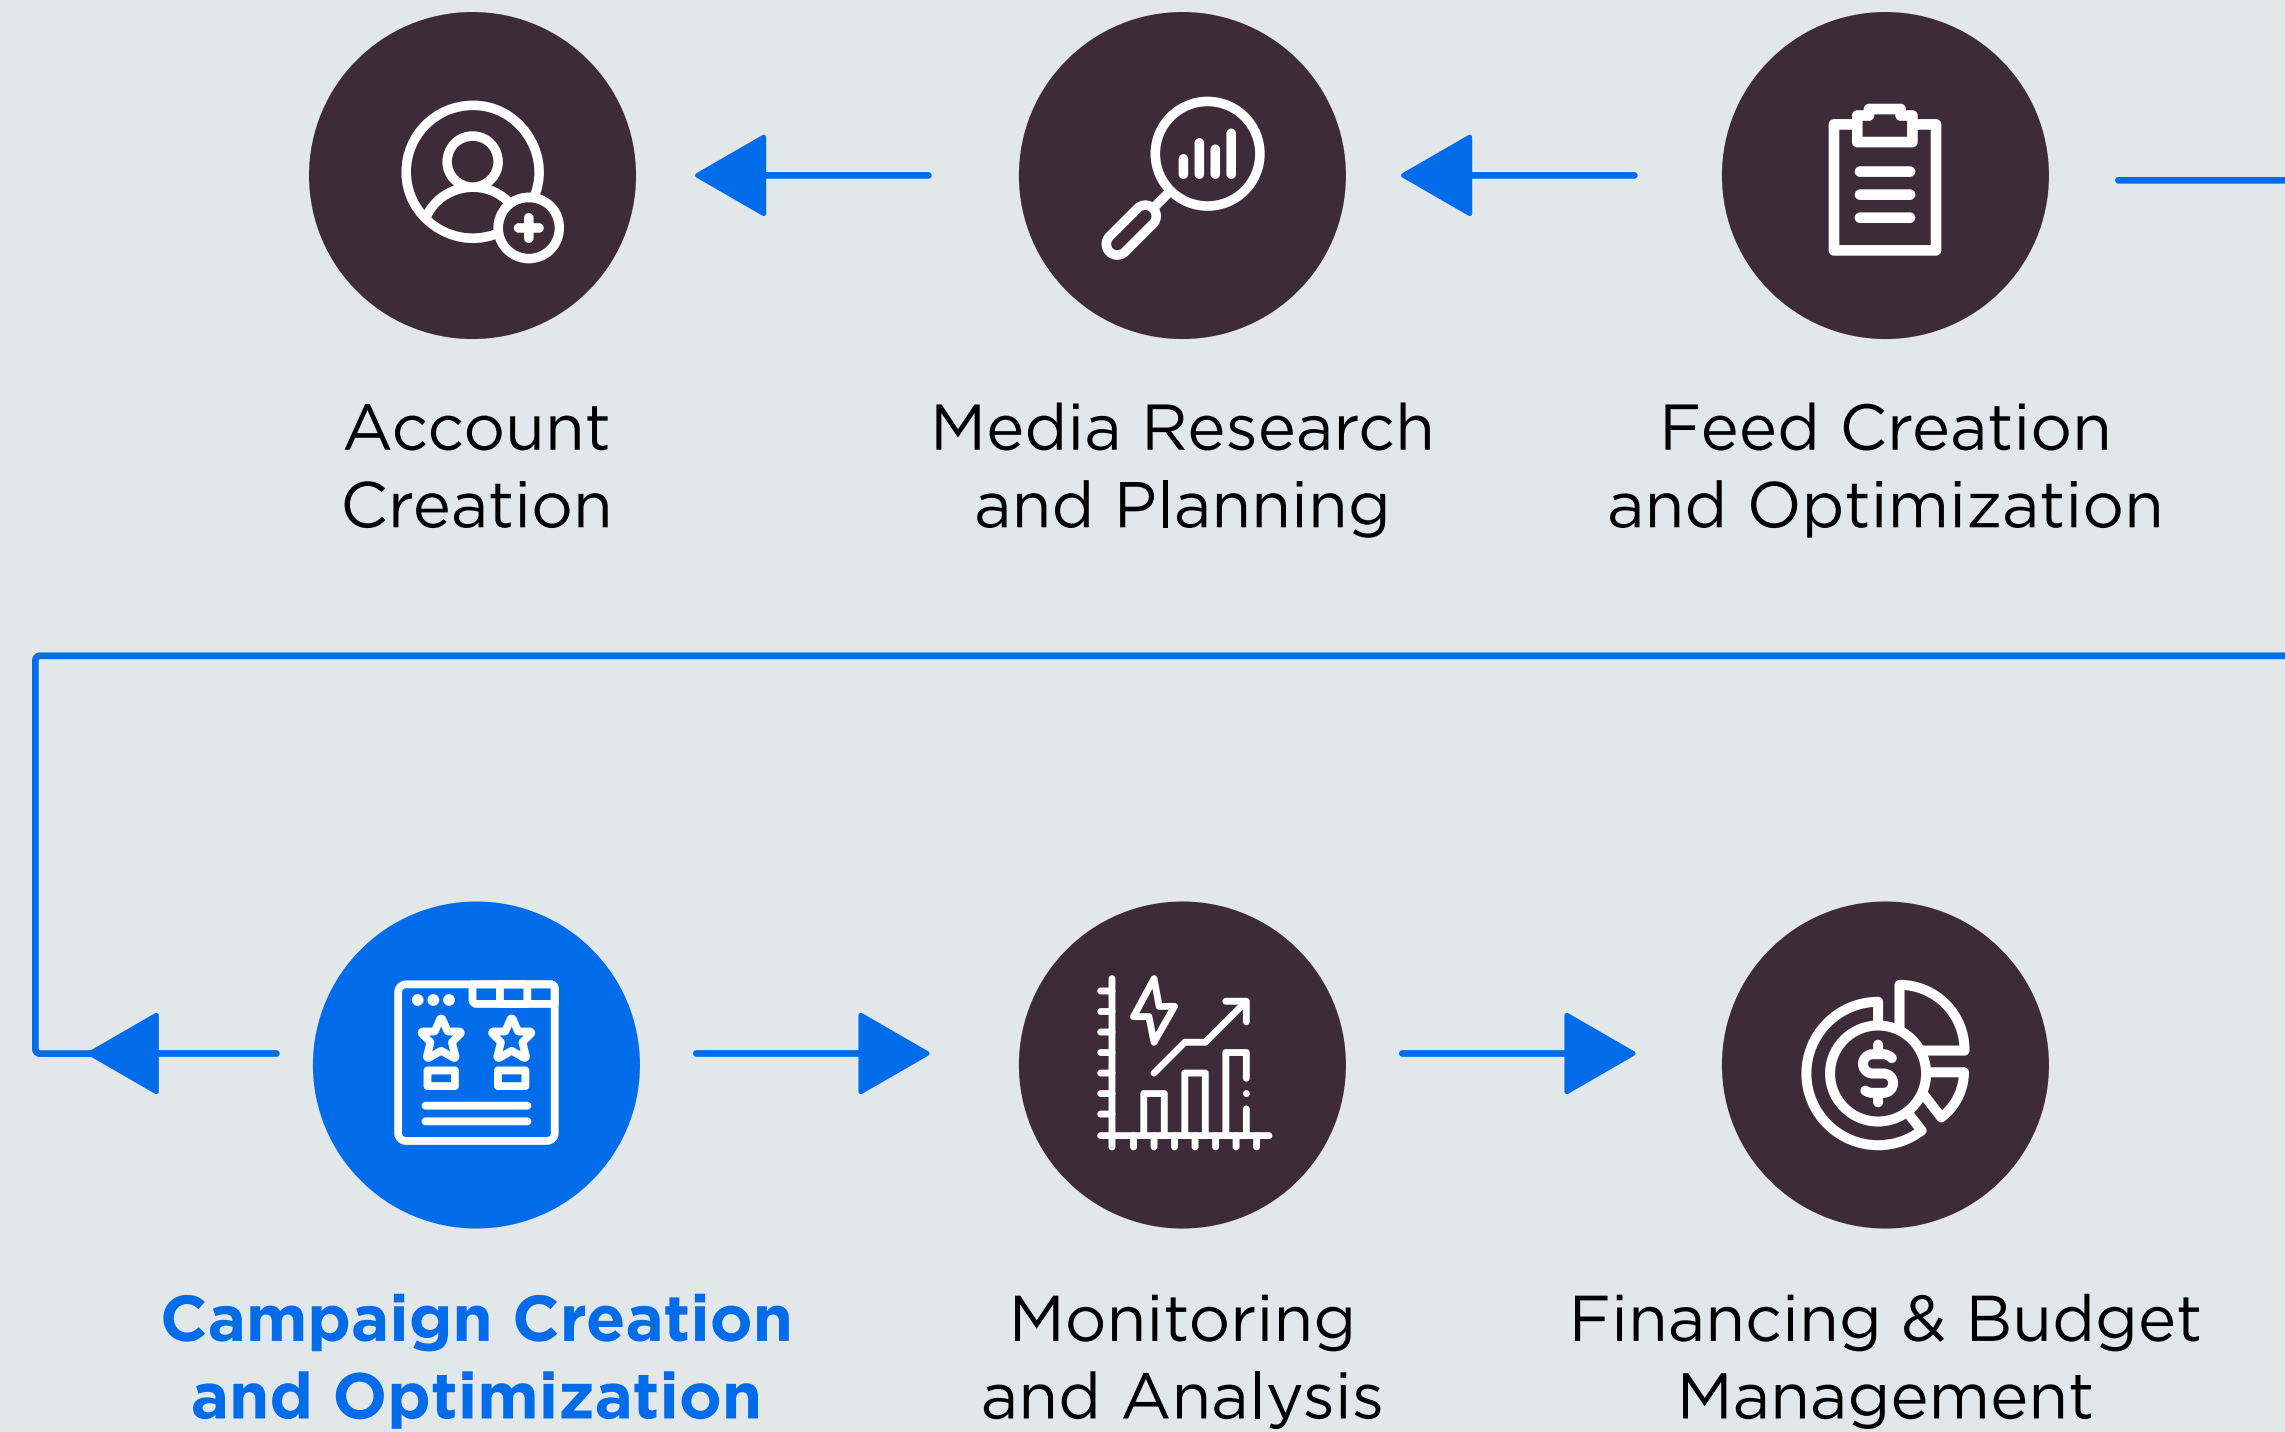 Account
Creation
Media Research
and Planning
Feed Creation
and Optimization
Campaign Creation
and Optimization
Monitoring
and Analysis
Financing & Budget
Management